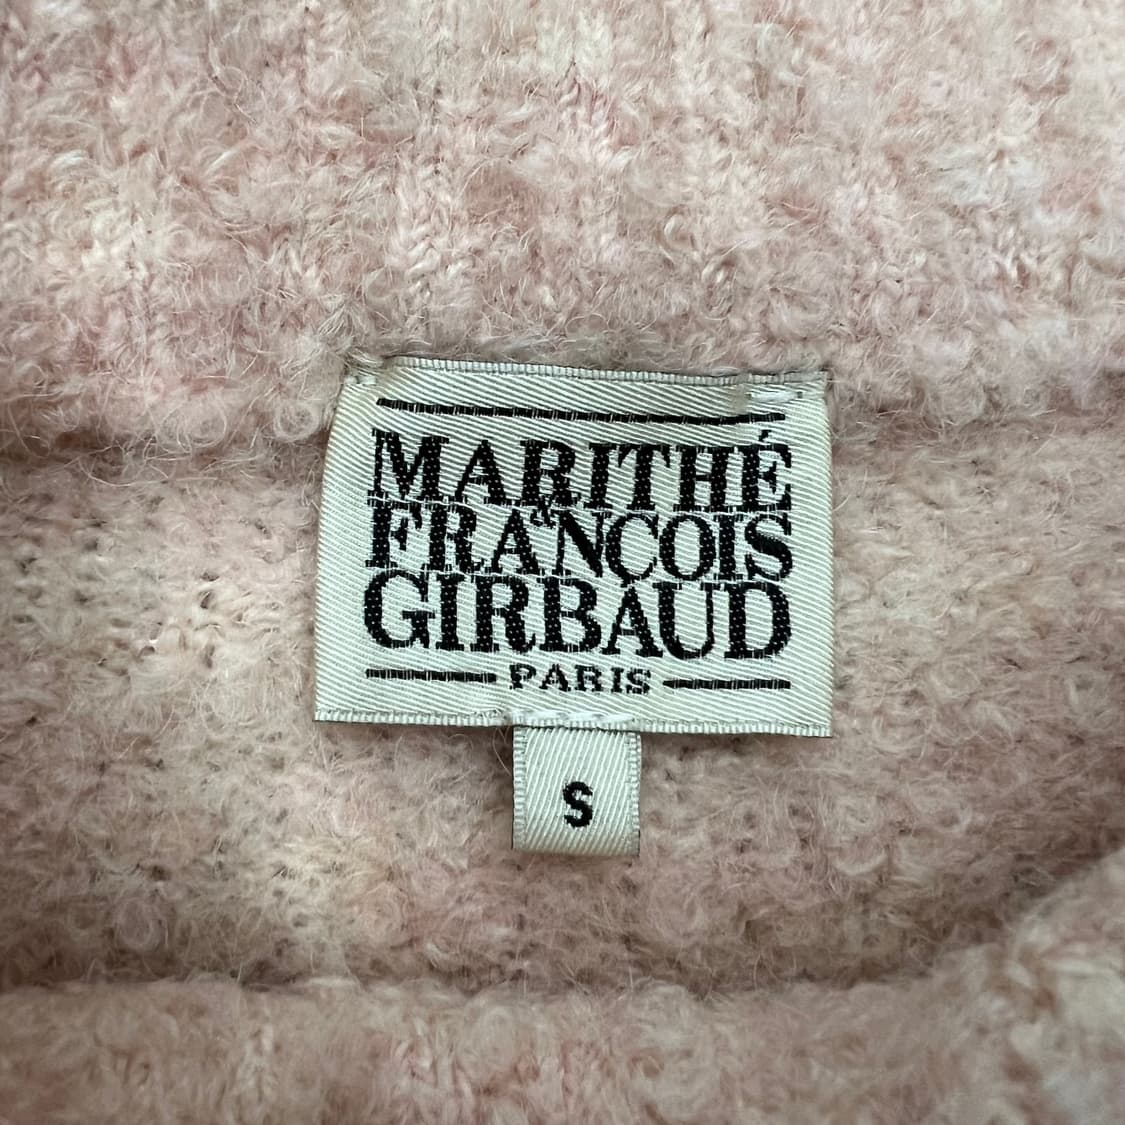 MARITHÉ
&
FRANÇOIS
GIRBAUD
PARIS
S